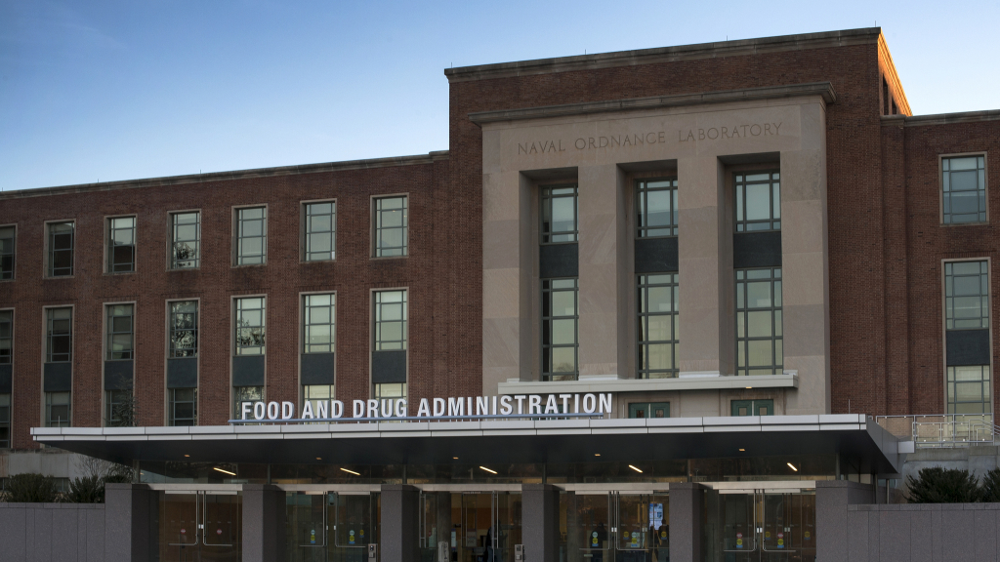 NAVAL ORDNANCE LABORATORY
FOOD AND DRUG ADMINISTRATION